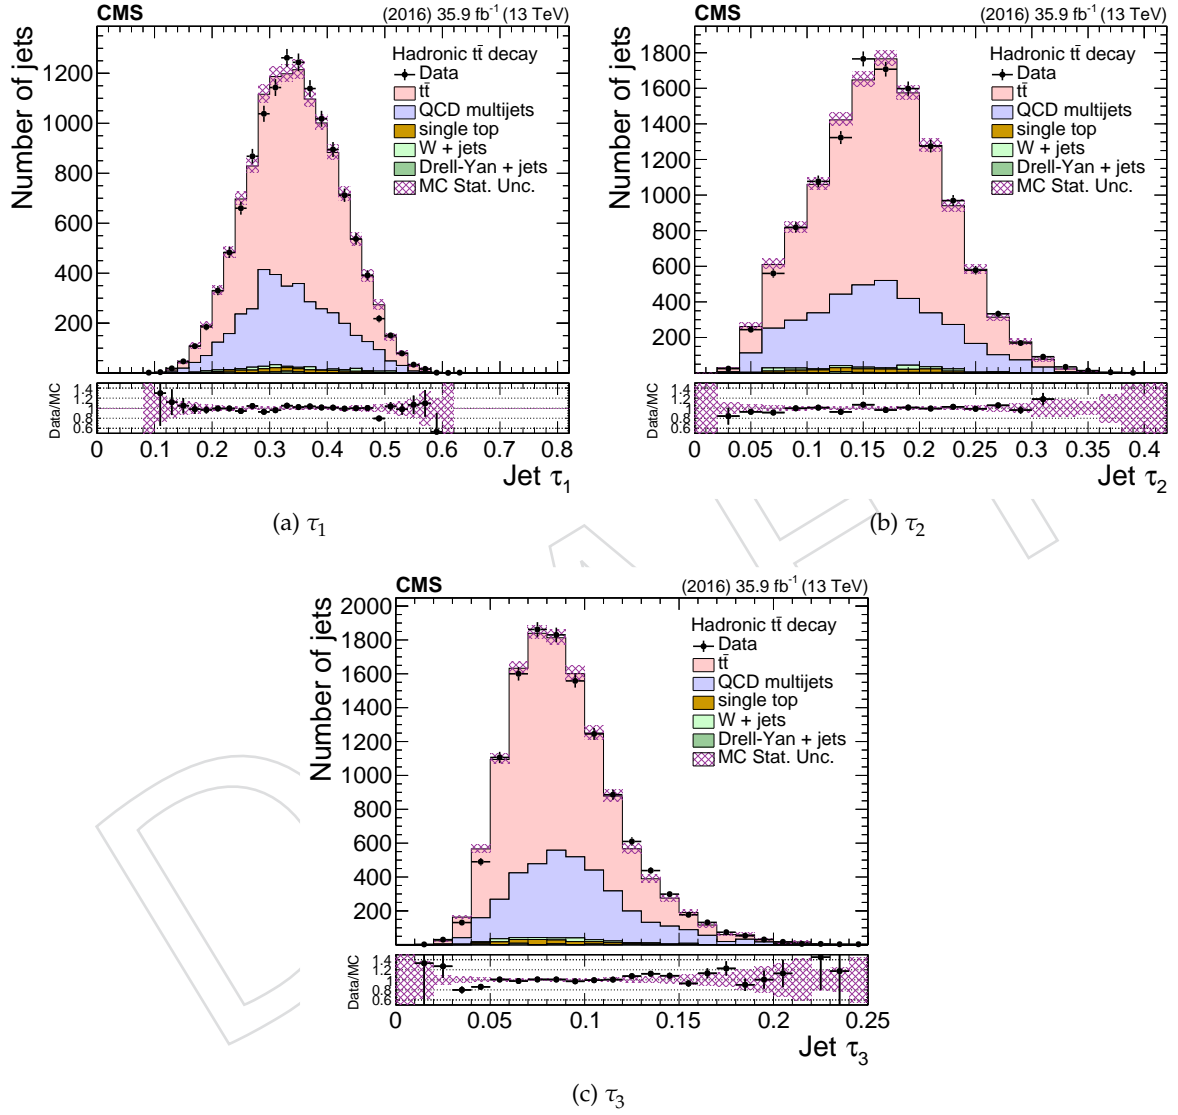 CMS
(2016) 35.9 fb⁻¹ (13 TeV)
Number of jets
1200
1000
800
600
400
200
Hadronic tt̄ decay
Data
tt̄
QCD multijets
single top
W + jets
Drell-Yan + jets
MC Stat. Unc.
Data/MC
1.4
1.2
1
0.8
0.6
0 0.1 0.2 0.3 0.4 0.5 0.6 0.7 0.8
Jet τ₁
(a) τ₁
CMS
(2016) 35.9 fb⁻¹ (13 TeV)
Number of jets
1800
1600
1400
1200
1000
800
600
400
200
Hadronic tt̄ decay
Data
tt̄
QCD multijets
single top
W + jets
Drell-Yan + jets
MC Stat. Unc.
Data/MC
1.4
1.2
1
0.8
0.6
0 0.05 0.1 0.15 0.2 0.25 0.3 0.35 0.4
Jet τ₂
(b) τ₂
CMS
(2016) 35.9 fb⁻¹ (13 TeV)
Number of jets
2000
1800
1600
1400
1200
1000
800
600
400
200
Hadronic tt̄ decay
Data
tt̄
QCD multijets
single top
W + jets
Drell-Yan + jets
MC Stat. Unc.
Data/MC
1.4
1.2
1
0.8
0.6
0 0.05 0.1 0.15 0.2 0.25
Jet τ₃
(c) τ₃